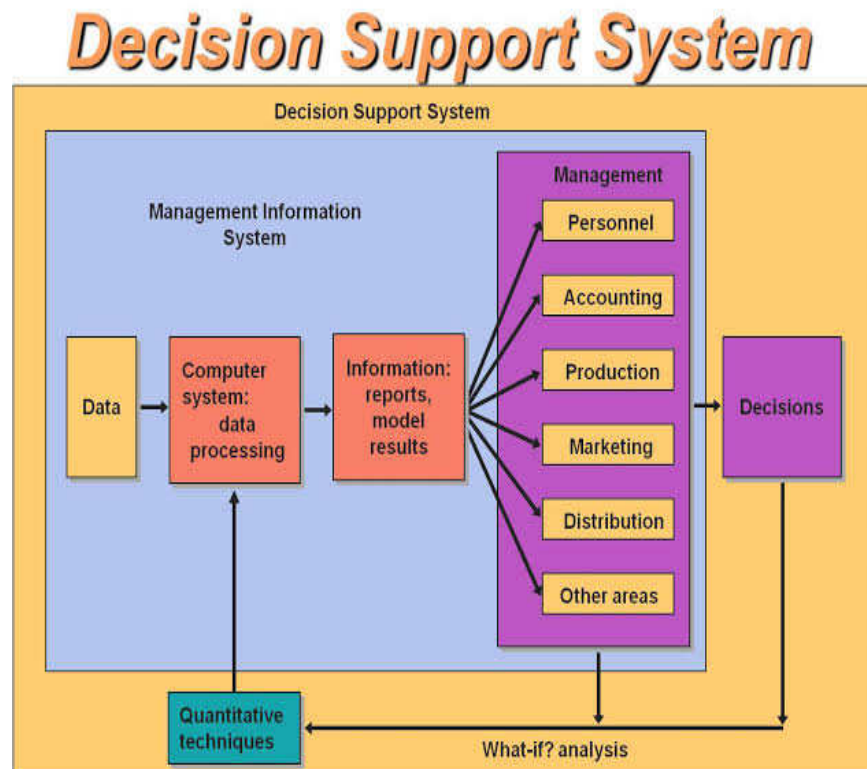 Decision Support System
Decision Support System
Management Information
System
Management
Personnel
Accounting
Production
Marketing
Distribution
Other areas
Data
Computer
system:
data
processing
Information:
reports,
model
results
Decisions
Quantitative
techniques
What-if? analysis